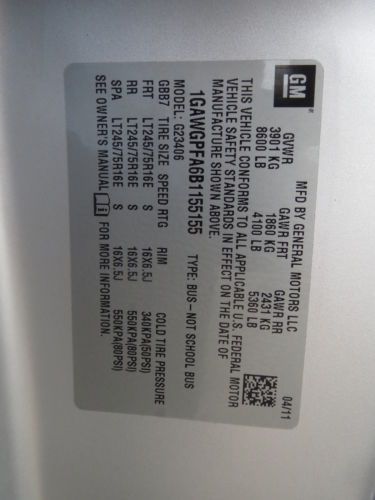 GM
MFD BY GENERAL MOTORS LLC
04/11
GVWR GAWR FRT GAWR RR
3901 KG 1860 KG 2431 KG
8600 LB 4100 LB 5360 LB
THIS VEHICLE CONFORMS TO ALL APPLICABLE U.S. FEDERAL MOTOR
VEHICLE SAFETY STANDARDS IN EFFECT ON THE DATE OF
MANUFACTURE SHOWN ABOVE.
1GAWGPFA6B1155155 TYPE: BUS-NOT SCHOOL BUS
MODEL: G23406
GBB7 TIRE SIZE SPEED RTG RIM COLD TIRE PRESSURE
FRT LT245/75R16E S 16X6.5J 340KPA(50PSI)
RR LT245/75R16E S 16X6.5J 550KPA(80PSI)
SPA LT245/75R16E S 16X6.5J 550KPA(80PSI)
SEE OWNER'S MANUAL FOR MORE INFORMATION.